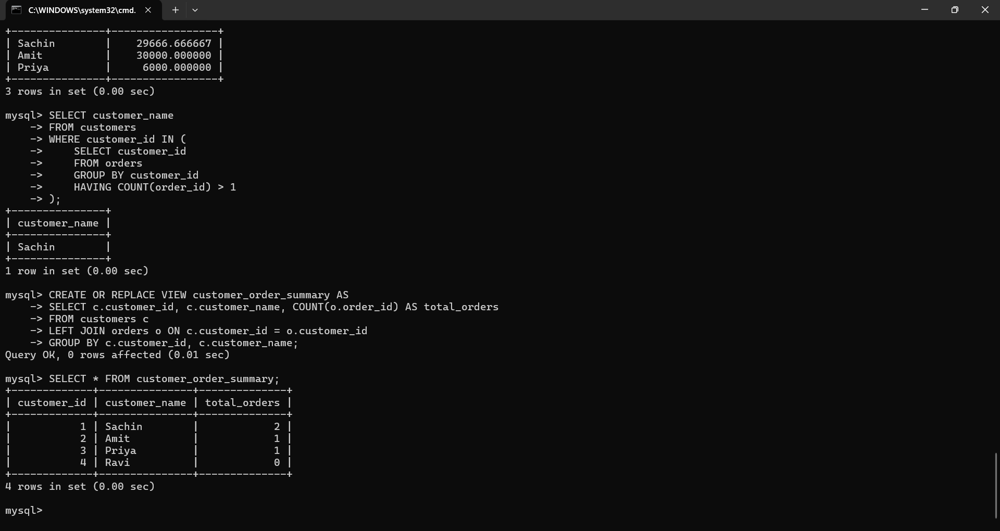 C:\WINDOWS\system32\cmd.
+---------------+-----------------+
| Sachin        |    29666.666667 |
| Amit          |    30000.000000 |
| Priya         |     6000.000000 |
+---------------+-----------------+
3 rows in set (0.00 sec)
mysql> SELECT customer_name
    -> FROM customers
    -> WHERE customer_id IN (
    ->     SELECT customer_id
    ->     FROM orders
    ->     GROUP BY customer_id
    ->     HAVING COUNT(order_id) > 1
    -> );
+---------------+
| customer_name |
+---------------+
| Sachin        |
+---------------+
1 row in set (0.00 sec)
mysql> CREATE OR REPLACE VIEW customer_order_summary AS
    -> SELECT c.customer_id, c.customer_name, COUNT(o.order_id) AS total_orders
    -> FROM customers c
    -> LEFT JOIN orders o ON c.customer_id = o.customer_id
    -> GROUP BY c.customer_id, c.customer_name;
Query OK, 0 rows affected (0.01 sec)
mysql> SELECT * FROM customer_order_summary;
+-------------+---------------+--------------+
| customer_id | customer_name | total_orders |
+-------------+---------------+--------------+
|           1 | Sachin        |            2 |
|           2 | Amit          |            1 |
|           3 | Priya         |            1 |
|           4 | Ravi          |            0 |
+-------------+---------------+--------------+
4 rows in set (0.00 sec)
mysql>